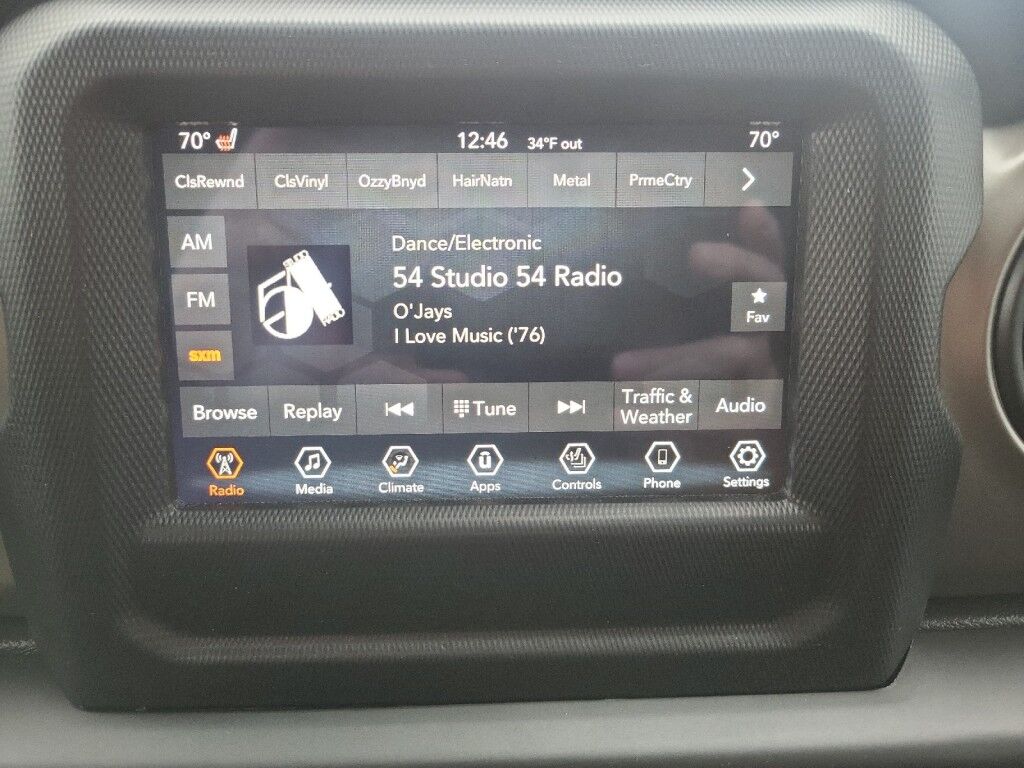 70° 12:46 34°F out 70°
ClsRewnd ClsVinyl OzzyBnyd HairNatn Metal PrmeCtry
AM
Dance/Electronic
54 Studio 54 Radio
FM
O'Jays
Fav
I Love Music ('76)
sxm
Browse Replay Tune Traffic & Weather Audio
Radio Media Climate Apps Controls Phone Settings